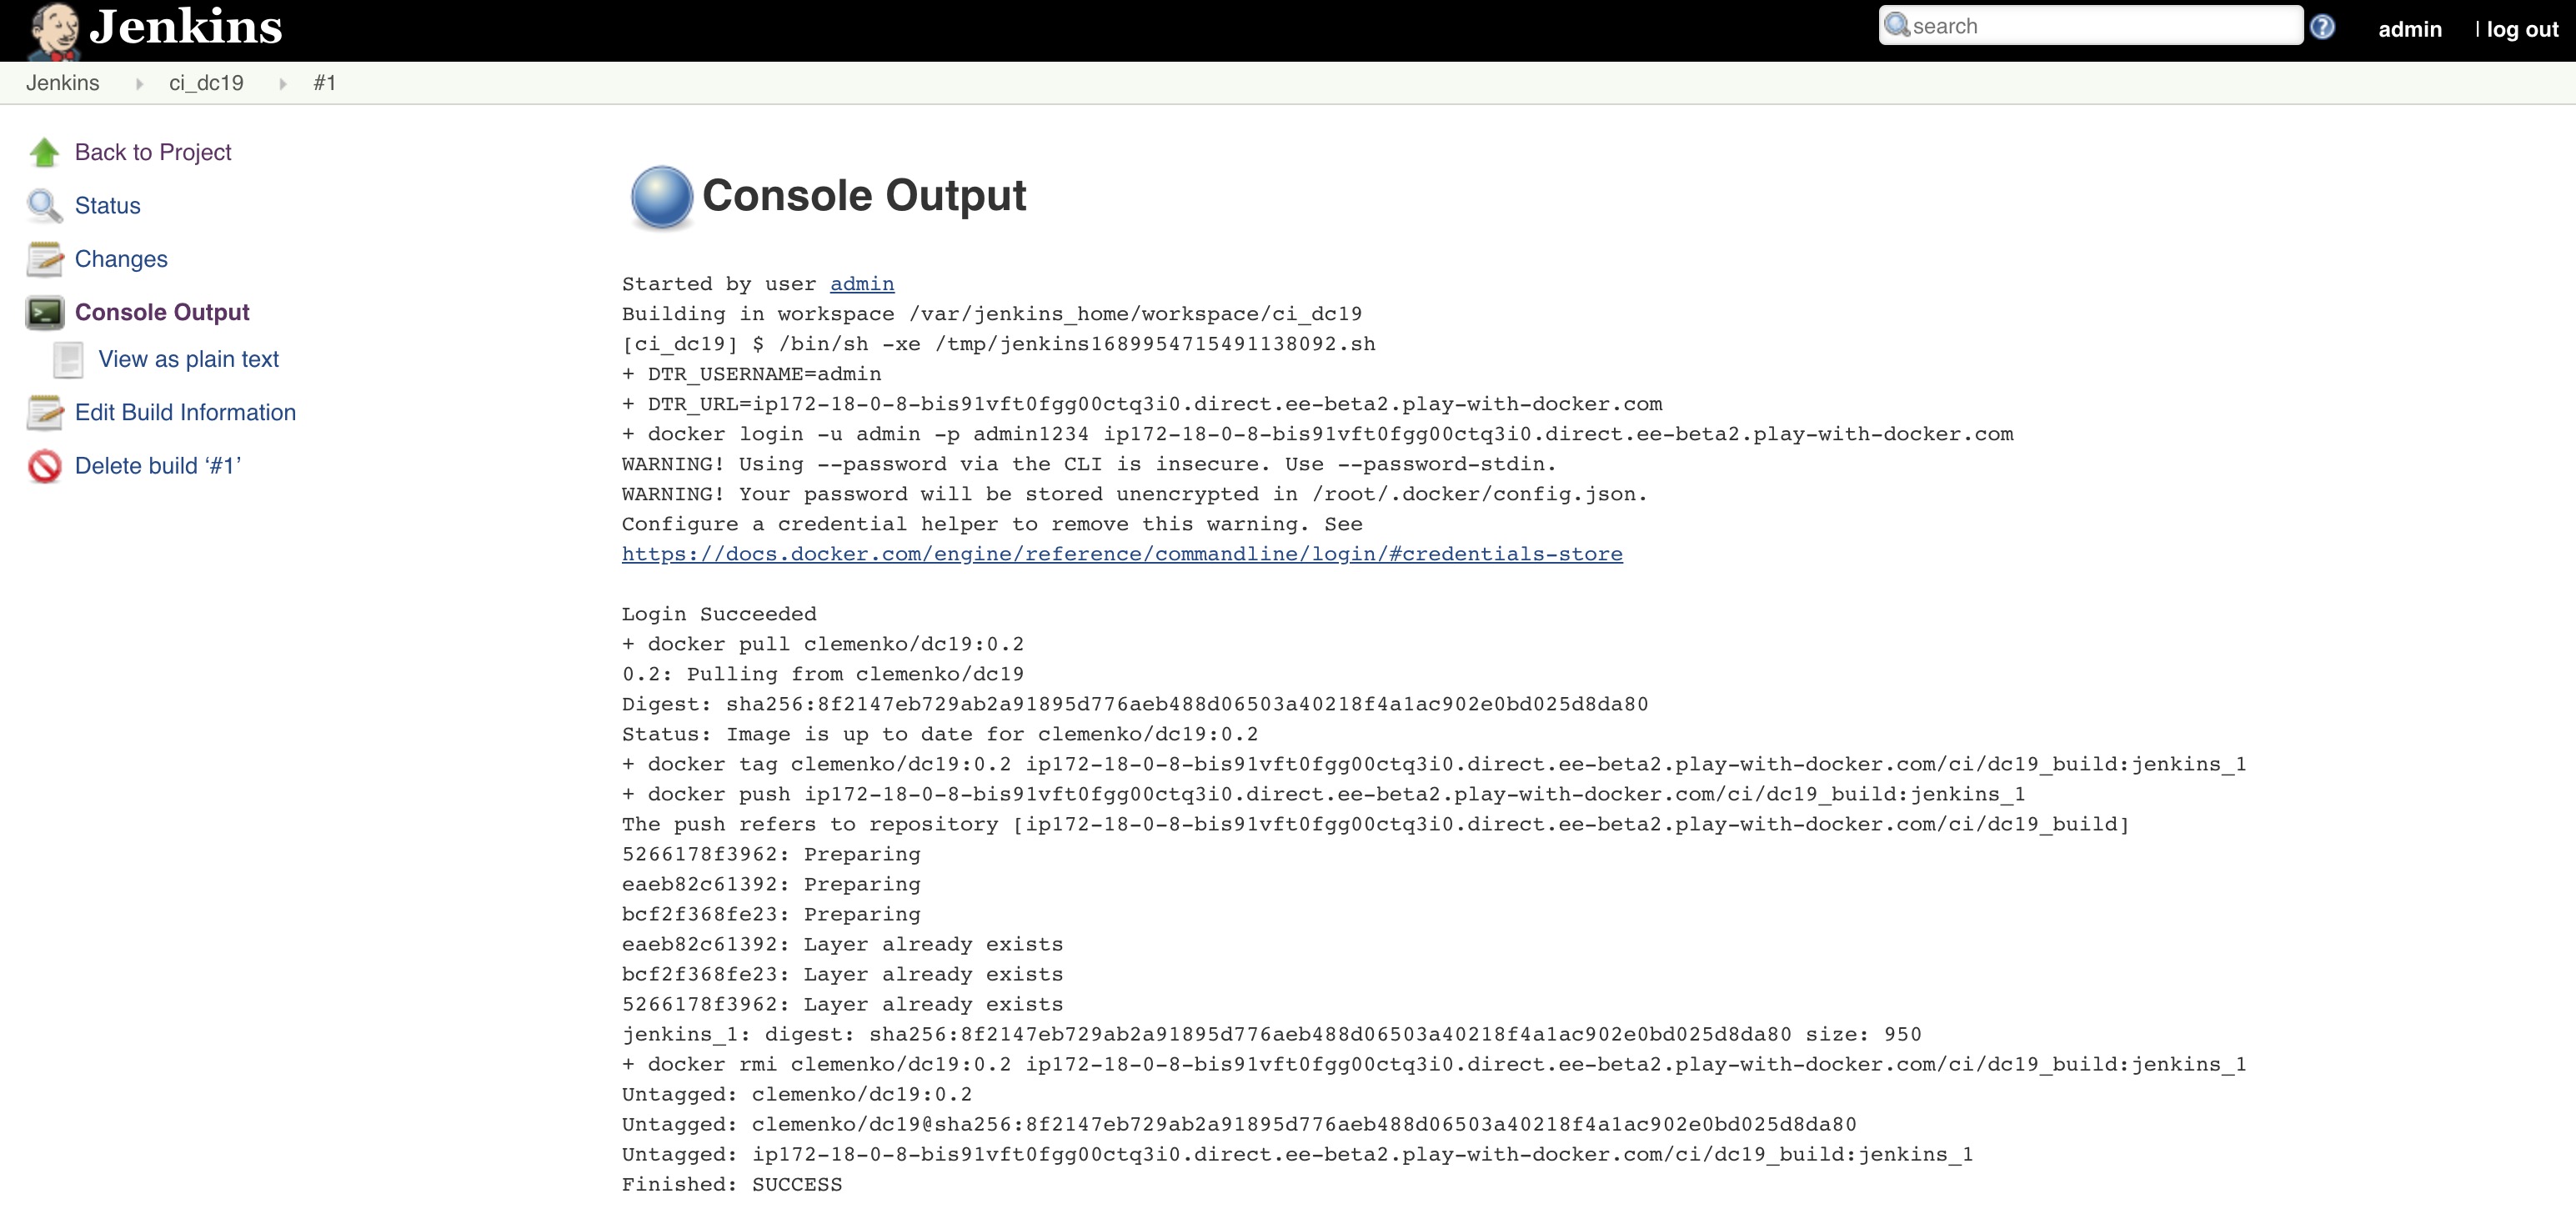 Jenkins
search
admin
| log out
Jenkins
ci_dc19
#1
Back to Project
Status
Changes
Console Output
View as plain text
Edit Build Information
Delete build ‘#1’
Console Output
Started by user admin
Building in workspace /var/jenkins_home/workspace/ci_dc19
[ci_dc19] $ /bin/sh -xe /tmp/jenkins1689954715491138092.sh
+ DTR_USERNAME=admin
+ DTR_URL=ip172-18-0-8-bis91vft0fgg00ctq3i0.direct.ee-beta2.play-with-docker.com
+ docker login -u admin -p admin1234 ip172-18-0-8-bis91vft0fgg00ctq3i0.direct.ee-beta2.play-with-docker.com
WARNING! Using --password via the CLI is insecure. Use --password-stdin.
WARNING! Your password will be stored unencrypted in /root/.docker/config.json.
Configure a credential helper to remove this warning. See
https://docs.docker.com/engine/reference/commandline/login/#credentials-store
Login Succeeded
+ docker pull clemenko/dc19:0.2
0.2: Pulling from clemenko/dc19
Digest: sha256:8f2147eb729ab2a91895d776aeb488d06503a40218f4a1ac902e0bd025d8da80
Status: Image is up to date for clemenko/dc19:0.2
+ docker tag clemenko/dc19:0.2 ip172-18-0-8-bis91vft0fgg00ctq3i0.direct.ee-beta2.play-with-docker.com/ci/dc19_build:jenkins_1
+ docker push ip172-18-0-8-bis91vft0fgg00ctq3i0.direct.ee-beta2.play-with-docker.com/ci/dc19_build:jenkins_1
The push refers to repository [ip172-18-0-8-bis91vft0fgg00ctq3i0.direct.ee-beta2.play-with-docker.com/ci/dc19_build]
5266178f3962: Preparing
eaeb82c61392: Preparing
bcf2f368fe23: Preparing
eaeb82c61392: Layer already exists
bcf2f368fe23: Layer already exists
5266178f3962: Layer already exists
jenkins_1: digest: sha256:8f2147eb729ab2a91895d776aeb488d06503a40218f4a1ac902e0bd025d8da80 size: 950
+ docker rmi clemenko/dc19:0.2 ip172-18-0-8-bis91vft0fgg00ctq3i0.direct.ee-beta2.play-with-docker.com/ci/dc19_build:jenkins_1
Untagged: clemenko/dc19:0.2
Untagged: clemenko/dc19@sha256:8f2147eb729ab2a91895d776aeb488d06503a40218f4a1ac902e0bd025d8da80
Untagged: ip172-18-0-8-bis91vft0fgg00ctq3i0.direct.ee-beta2.play-with-docker.com/ci/dc19_build:jenkins_1
Finished: SUCCESS